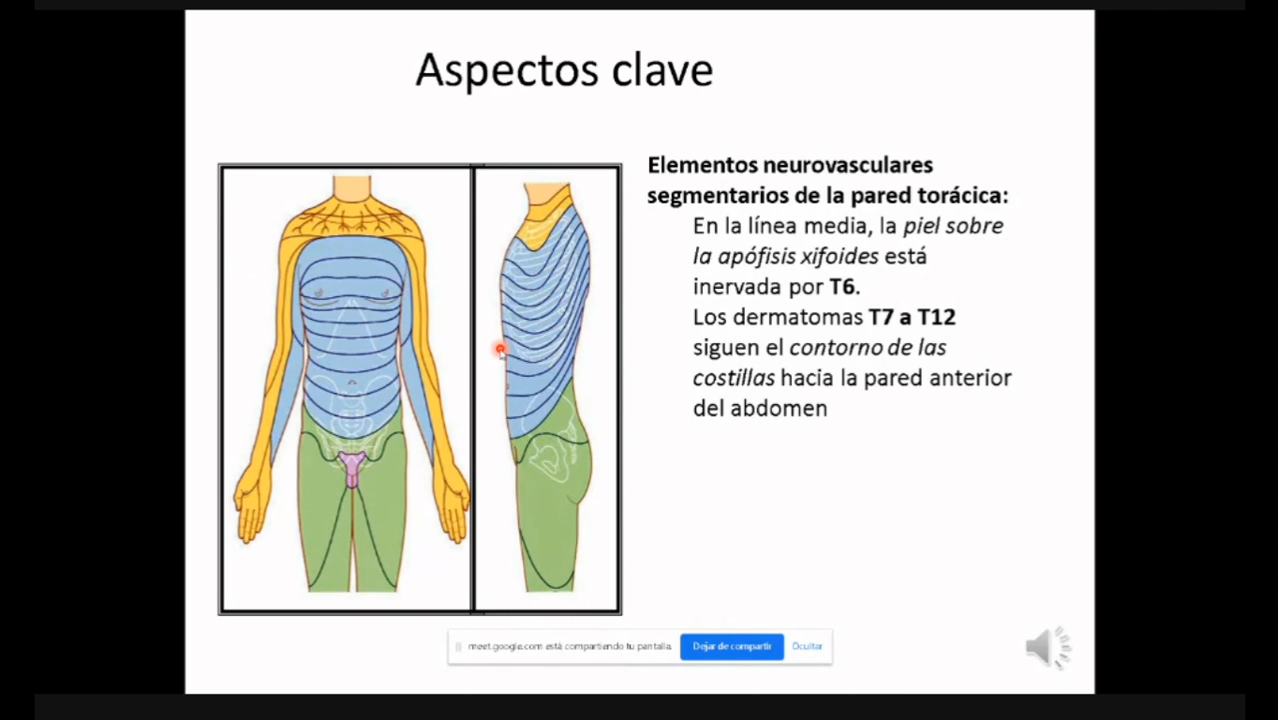 Aspectos clave
Elementos neurovasculares
segmentarios de la pared torácica:
En la línea media, la piel sobre
la apófisis xifoides está
inervada por T6.
Los dermatomas T7 a T12
siguen el contorno de las
costillas hacia la pared anterior
del abdomen
meet.google.com está compartiendo tu pantalla.
Dejar de compartir
Ocultar